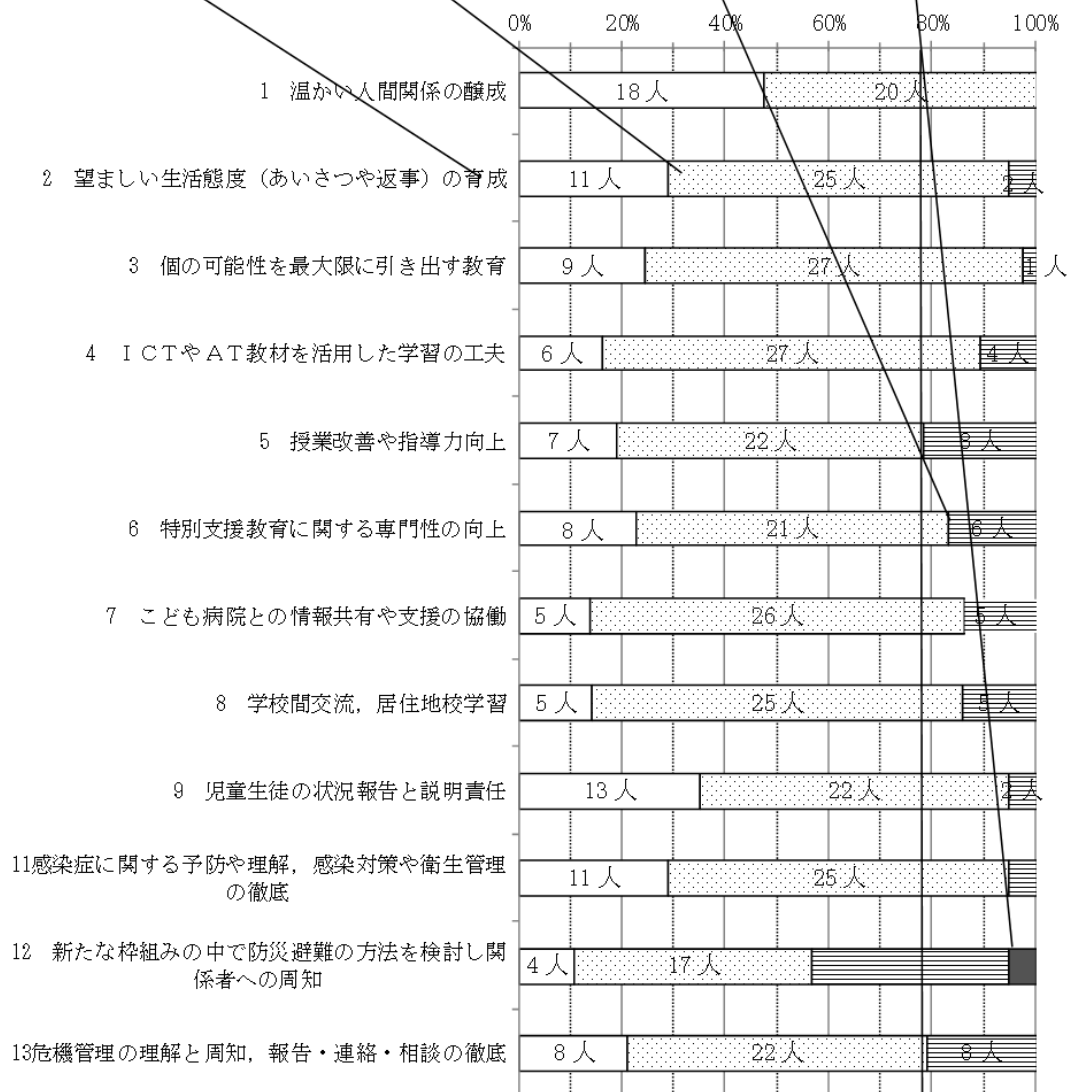 0% 20% 40% 60% 80% 100%
1 温かい人間関係の醸成 18人 20人
2 望ましい生活態度（あいさつや返事）の育成 11人 25人 2人
3 個の可能性を最大限に引き出す教育 9人 27人 1人
4 ＩＣＴやＡＴ教材を活用した学習の工夫 6人 27人 4人
5 授業改善や指導力向上 7人 22人 8人
6 特別支援教育に関する専門性の向上 8人 21人 6人
7 こども病院との情報共有や支援の協働 5人 26人 5人
8 学校間交流，居住地校学習 5人 25人 5人
9 児童生徒の状況報告と説明責任 13人 22人 2人
11感染症に関する予防や理解，感染対策や衛生管理
の徹底 11人 25人
12 新たな枠組みの中で防災避難の方法を検討し関
係者への周知 4人 17人
13危機管理の理解と周知，報告・連絡・相談の徹底 8人 22人 8人